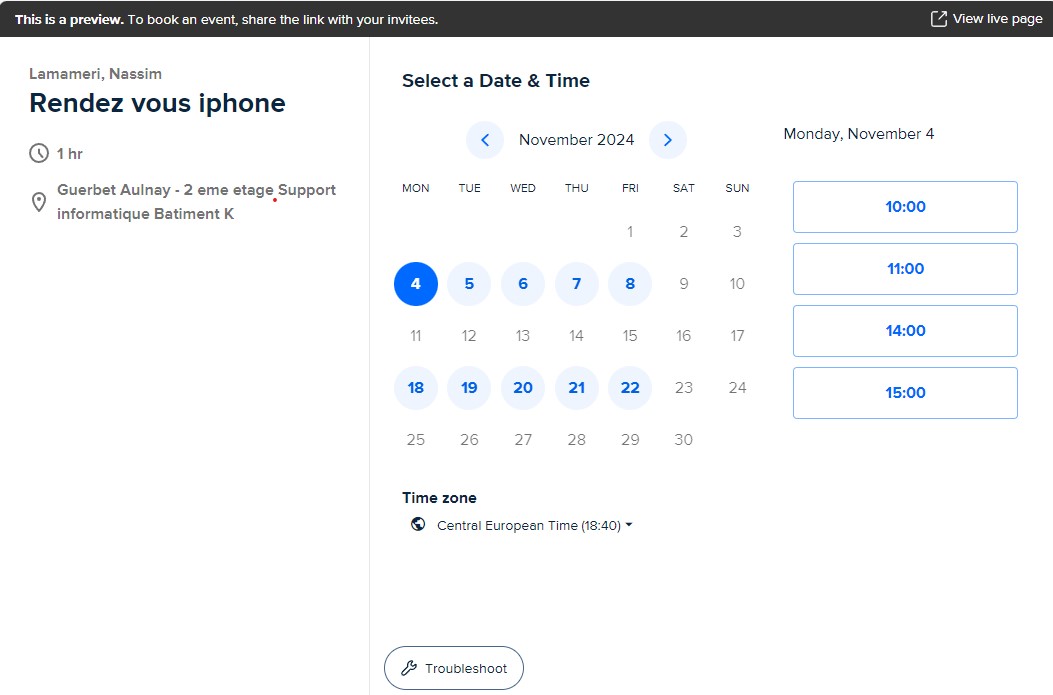 This is a preview. To book an event, share the link with your invitees.
View live page
Lamameri, Nassim
Rendez vous iphone
1 hr
Guerbet Aulnay - 2 eme etage Support
informatique Batiment K
Select a Date & Time
November 2024
MON TUE WED THU FRI SAT SUN
1 2 3
4 5 6 7 8 9 10
11 12 13 14 15 16 17
18 19 20 21 22 23 24
25 26 27 28 29 30
Time zone
Central European Time (18:40)
Troubleshoot
Monday, November 4
10:00
11:00
14:00
15:00